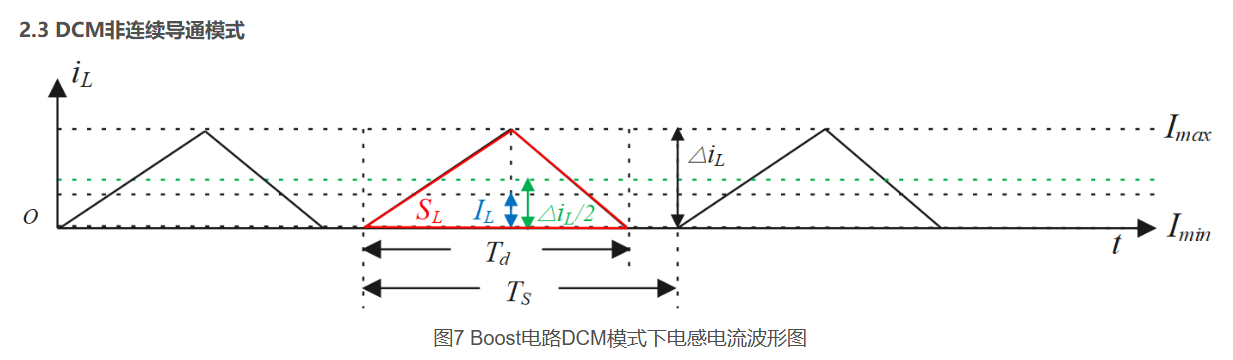 2.3 DCM非连续导通模式
iL
Imax
△iL
O
SL
IL
△iL/2
t
Imin
Td
TS
图7 Boost电路DCM模式下电感电流波形图